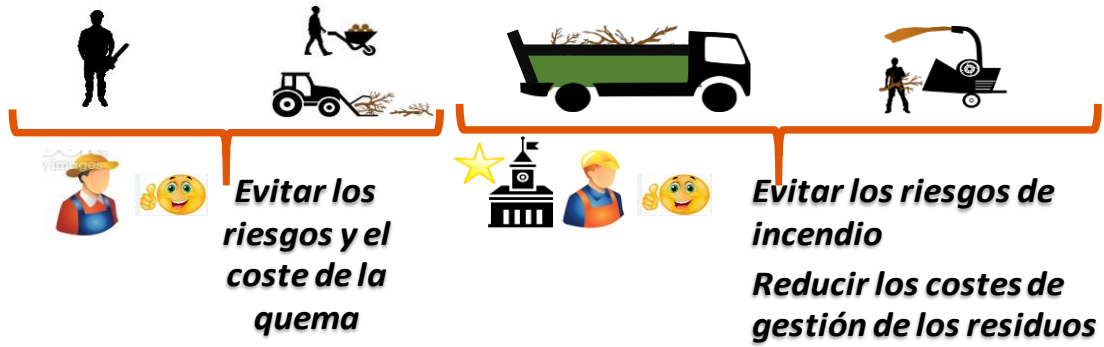 y images
Evitar los
riesgos y el
coste de la
quema
Evitar los riesgos de
incendio
Reducir los costes de
gestión de los residuos